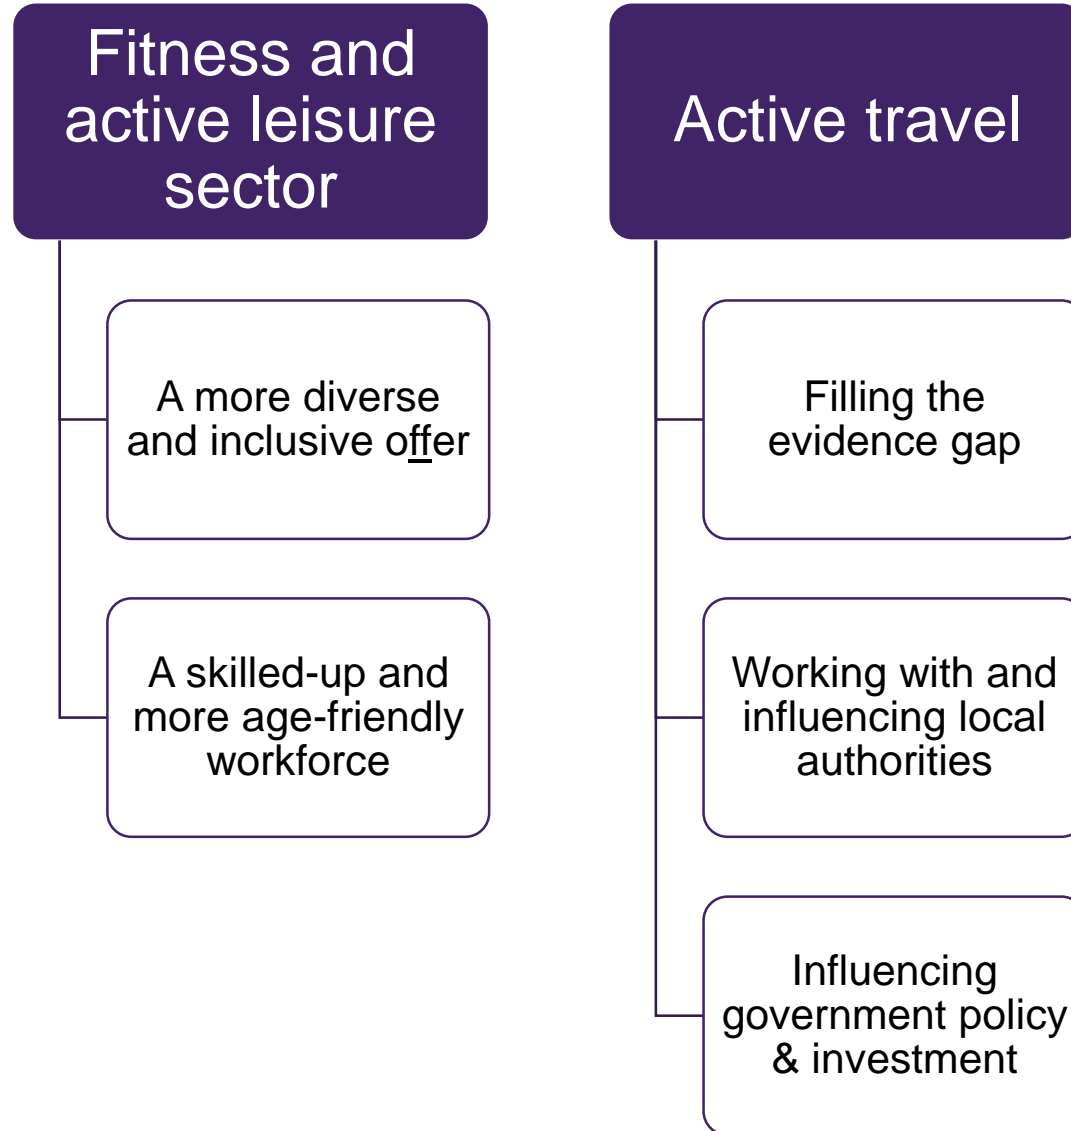 Fitness and
active leisure
sector
A more diverse
and inclusive offer
A skilled-up and
more age-friendly
workforce
Active travel
Filling the
evidence gap
Working with and
influencing local
authorities
Influencing
government policy
& investment